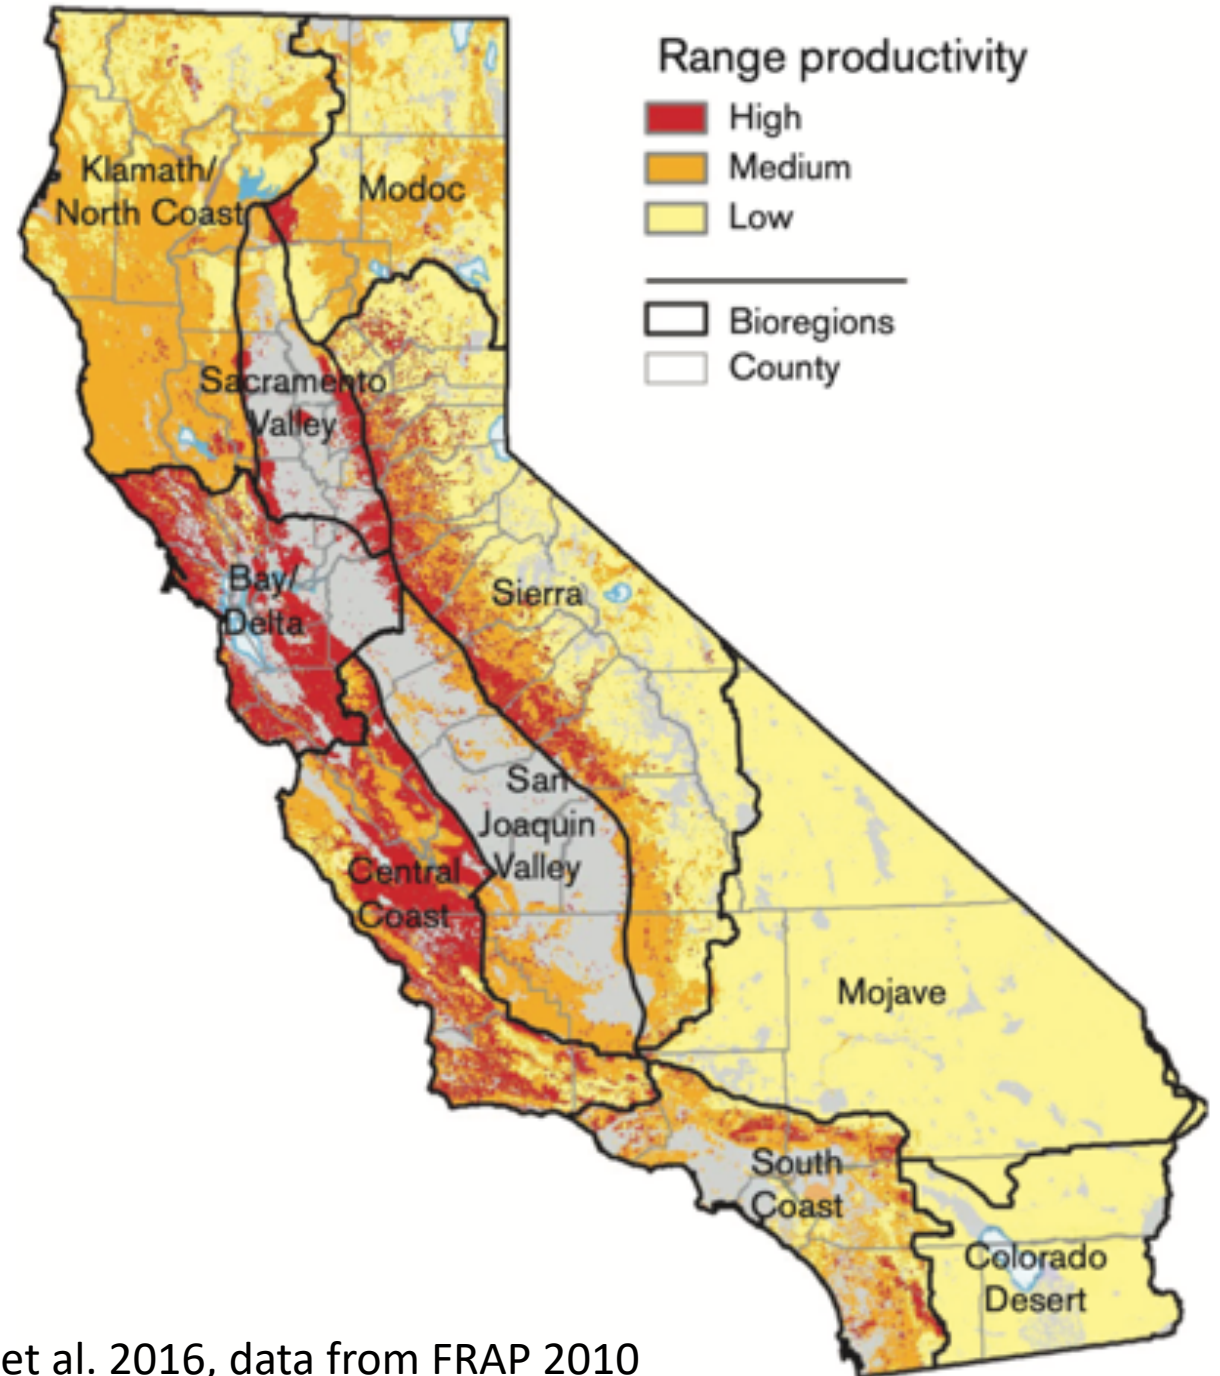 Range productivity
High
Medium
Low
Bioregions
County
Klamath/
North Coast
Modoc
Sacramento
Valley
Bay/
Delta
Sierra
San
Joaquin
Valley
Central
Coast
Mojave
South
Coast
Colorado
Desert
et al. 2016, data from FRAP 2010